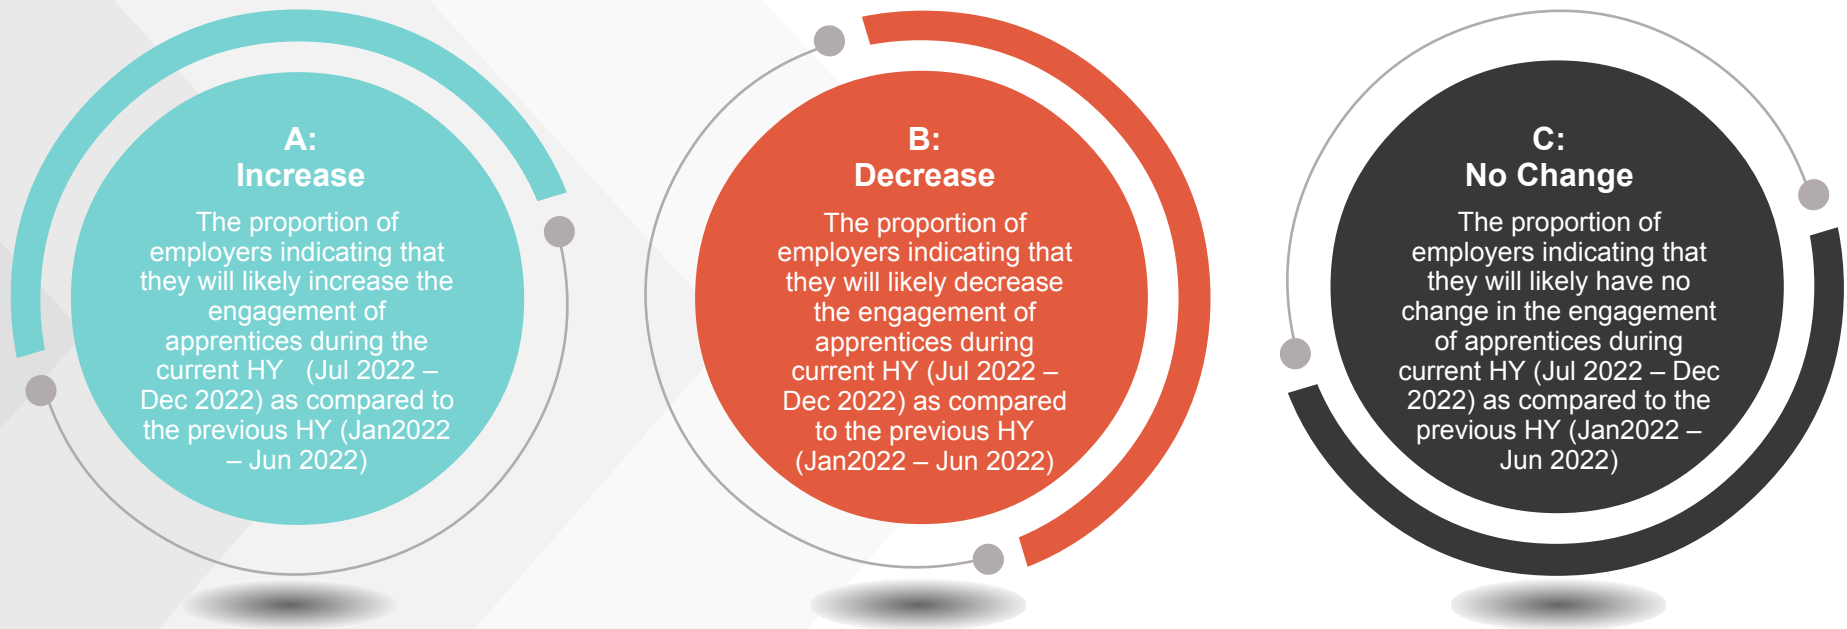 A:
Increase
The proportion of
employers indicating that
they will likely increase the
engagement of
apprentices during the
current HY   (Jul 2022 –
Dec 2022) as compared to
the previous HY (Jan2022
– Jun 2022)
B:
Decrease
The proportion of
employers indicating that
they will likely decrease
the engagement of
apprentices during
current HY (Jul 2022 –
Dec 2022) as compared
to the previous HY
(Jan2022 – Jun 2022)
C:
No Change
The proportion of
employers indicating that
they will likely have no
change in the engagement
of apprentices during
current HY (Jul 2022 – Dec
2022) as compared to the
previous HY (Jan2022 –
Jun 2022)